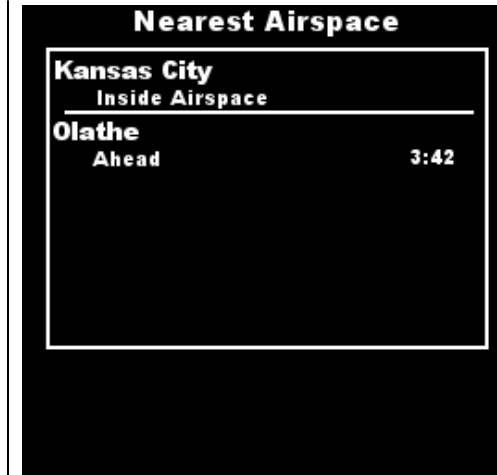 Nearest Airspace
Kansas City
Inside Airspace
Olathe
Ahead 3:42